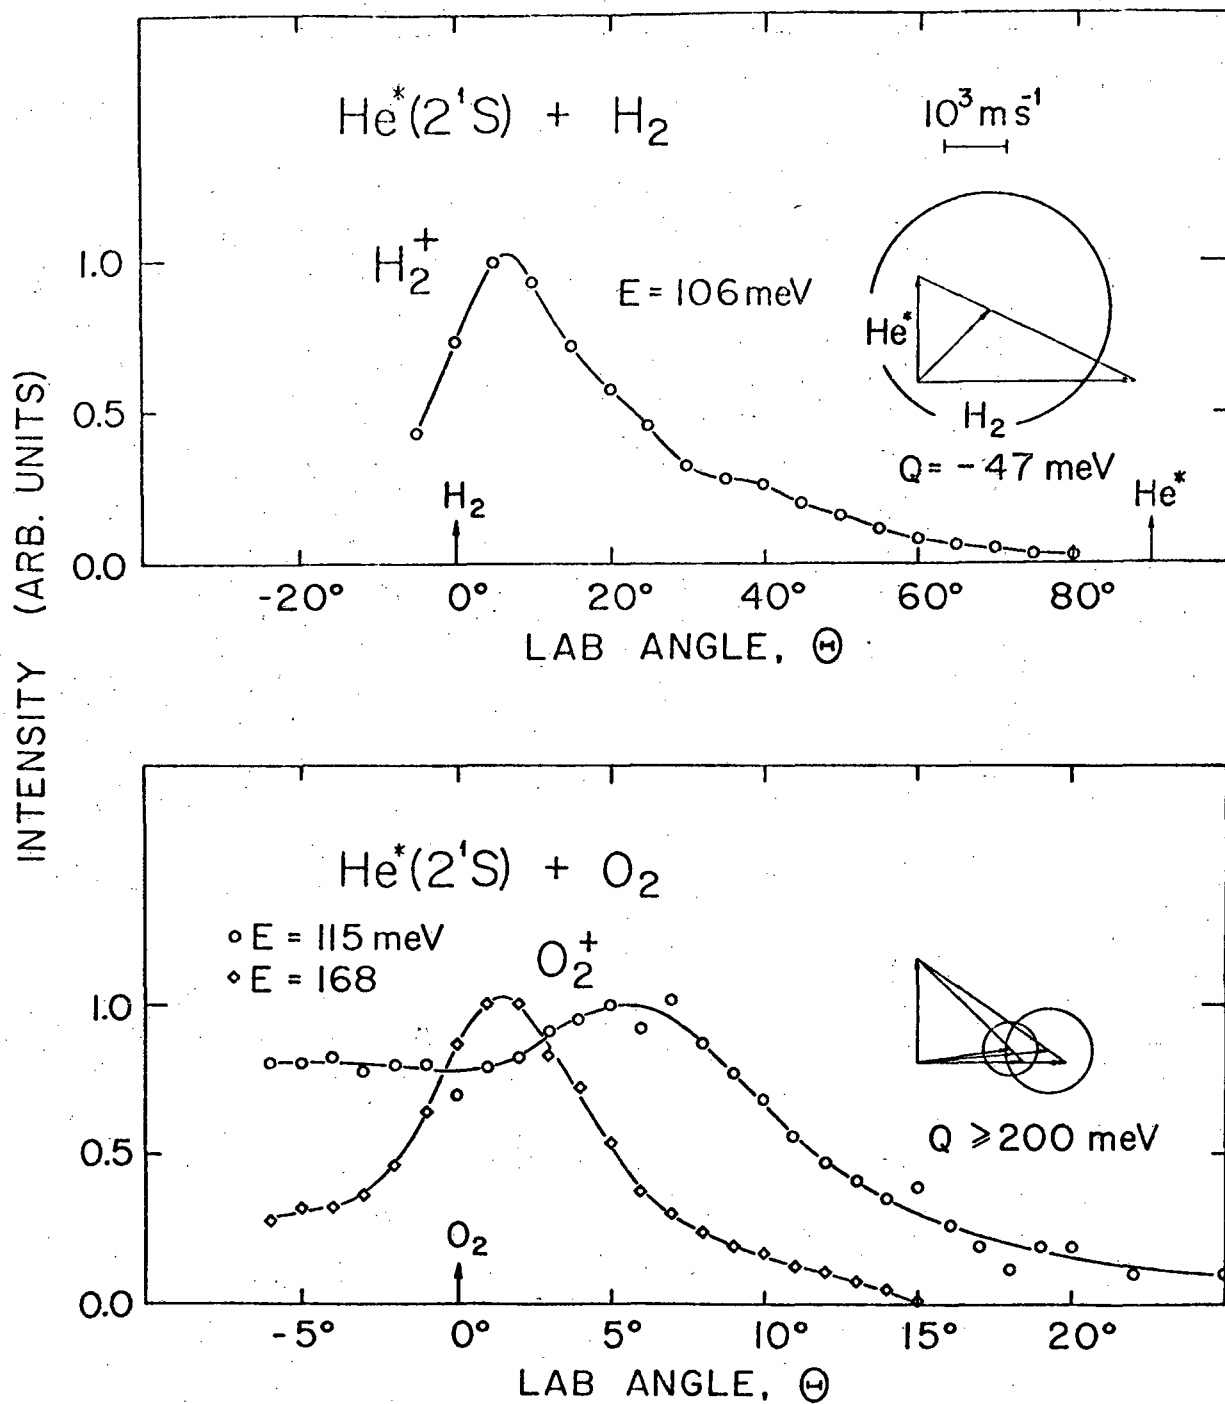 INTENSITY (ARB. UNITS)
He*(2¹S) + H₂
10³ m s⁻¹
H₂⁺
E = 106 meV
He*
H₂
Q = -47 meV
1.0
0.5
0.0
H₂
He*
-20° 0° 20° 40° 60° 80°
LAB ANGLE, Θ
He*(2¹S) + O₂
E = 115 meV
E = 168
O₂⁺
Q ⩾ 200 meV
1.0
0.5
0.0
O₂
-5° 0° 5° 10° 15° 20°
LAB ANGLE, Θ